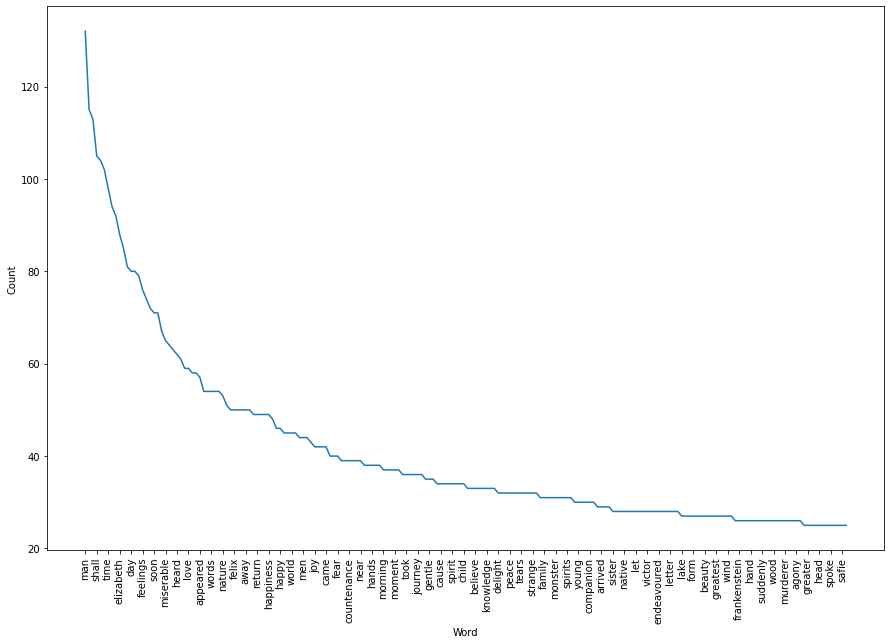 120
100
80
60
40
20
Count
man
shall
time
elizabeth
day
feelings
soon
miserable
heard
love
appeared
words
nature
felix
away
return
happiness
happy
world
men
joy
came
fear
countenance
near
hands
morning
moment
took
journey
gentle
cause
spirit
child
believe
knowledge
delight
peace
tears
strange
family
monster
spirits
young
companion
arrived
sister
native
let
victor
endeavoured
letter
lake
form
beauty
greatest
wind
frankenstein
hand
suddenly
wood
murderer
agony
greater
head
spoke
safie
Word